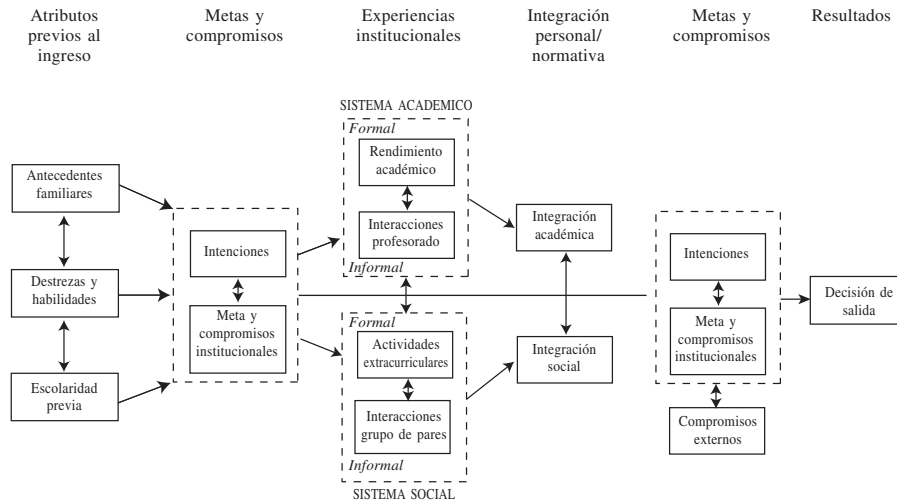 Atributos
previos al
ingreso
Metas y
compromisos
Experiencias
institucionales
Integración
personal/
normativa
Metas y
compromisos
Resultados
SISTEMA ACADEMICO
Formal
Rendimiento
académico
Interacciones
profesorado
Informal
Antecedentes
familiares
Destrezas y
habilidades
Escolaridad
previa
Intenciones
Meta y
compromisos
institucionales
Formal
Actividades
extracurriculares
Interacciones
grupo de pares
Informal
SISTEMA SOCIAL
Integración
académica
Integración
social
Intenciones
Meta y
compromisos
institucionales
Compromisos
externos
Decisión de
salida